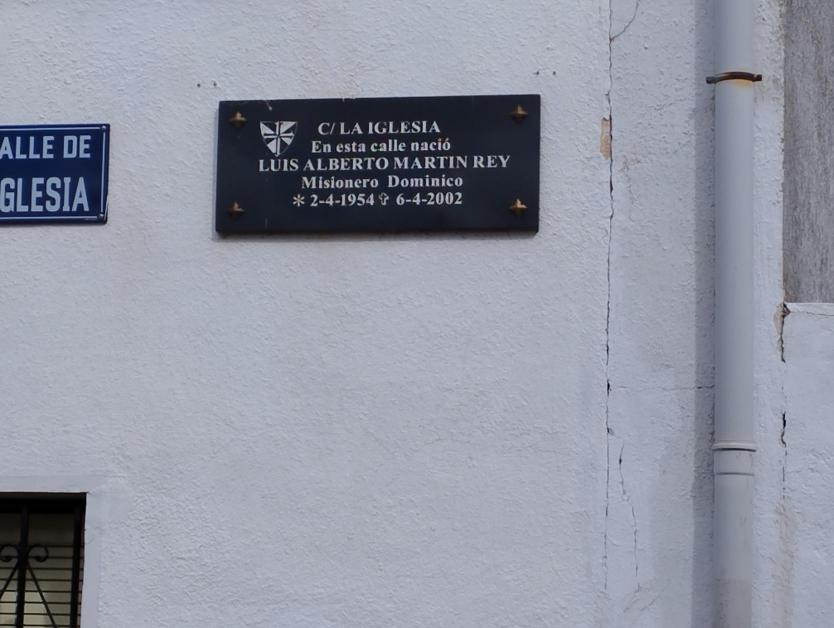 ALLE DE
GLESIA
C/ LA IGLESIA
En esta calle nació
LUIS ALBERTO MARTIN REY
Misionero Dominico
* 2-4-1954 ✞ 6-4-2002